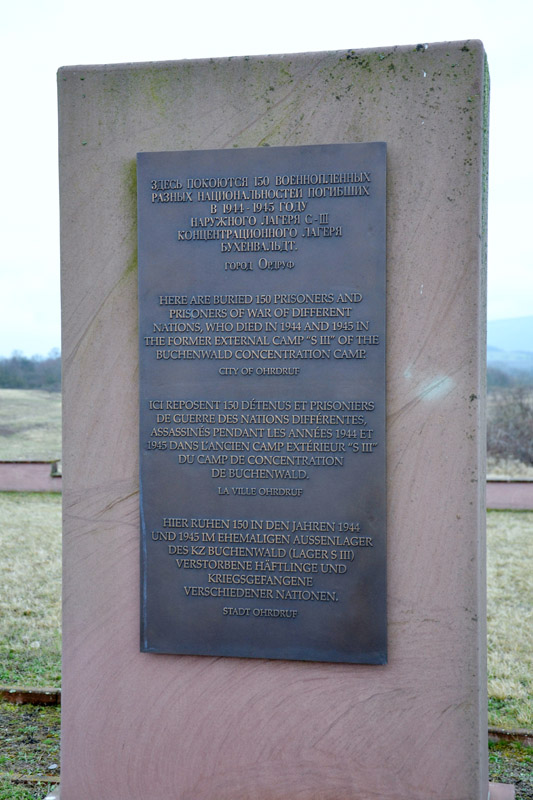 ЗДЕСЬ ПОКОЮТСЯ 150 ВОЕННОПЛЕННЫХ
РАЗНЫХ НАЦИОНАЛЬНОСТЕЙ ПОГИБШИХ
В 1944-1945 ГОДУ
НАРУЖНОГО ЛАГЕРЯ С-III
КОНЦЕНТРАЦИОННОГО ЛАГЕРЯ
БУХЕНВАЛЬДТ.
ГОРОД ОРДРУФ
HERE ARE BURIED 150 PRISONERS AND
PRISONERS OF WAR OF DIFFERENT
NATIONS, WHO DIED IN 1944 AND 1945 IN
THE FORMER EXTERNAL CAMP "S III" OF THE
BUCHENWALD CONCENTRATION CAMP.
CITY OF OHRDRUF
ICI REPOSENT 150 DÉTENUS ET PRISONIERS
DE GUERRE DES NATIONS DIFFÉRENTES,
ASSASSINÉS PENDANT LES ANNÉES 1944 ET
1945 DANS L'ANCIEN CAMP EXTÉRIEUR "S III"
DU CAMP DE CONCENTRATION
DE BUCHENWALD.
LA VILLE OHRDRUF
HIER RUHEN 150 IN DEN JAHREN 1944
UND 1945 IM EHEMALIGEN AUSSENLAGER
DES KZ BUCHENWALD (LAGER S III)
VERSTORBENE HÄFTLINGE UND
KRIEGSGEFANGENE
VERSCHIEDENER NATIONEN.
STADT OHRDRUF